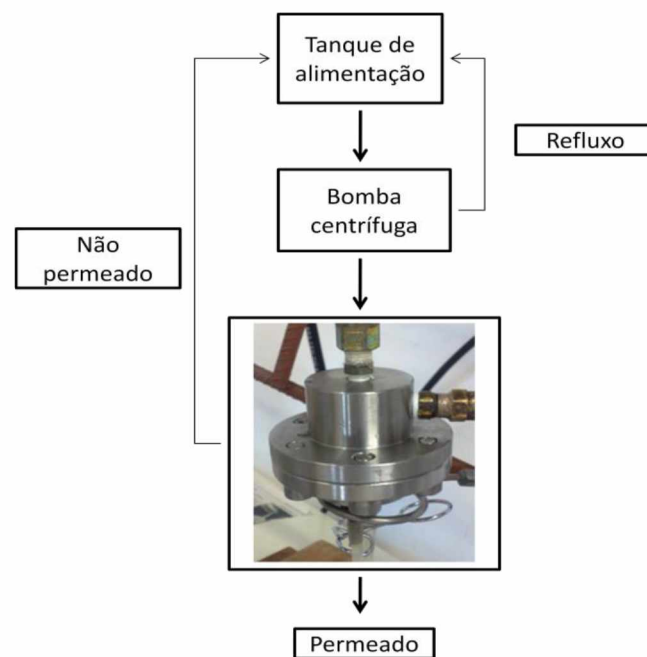 Tanque de
alimentação
Refluxo
Bomba
centrífuga
Não
permeado
Permeado